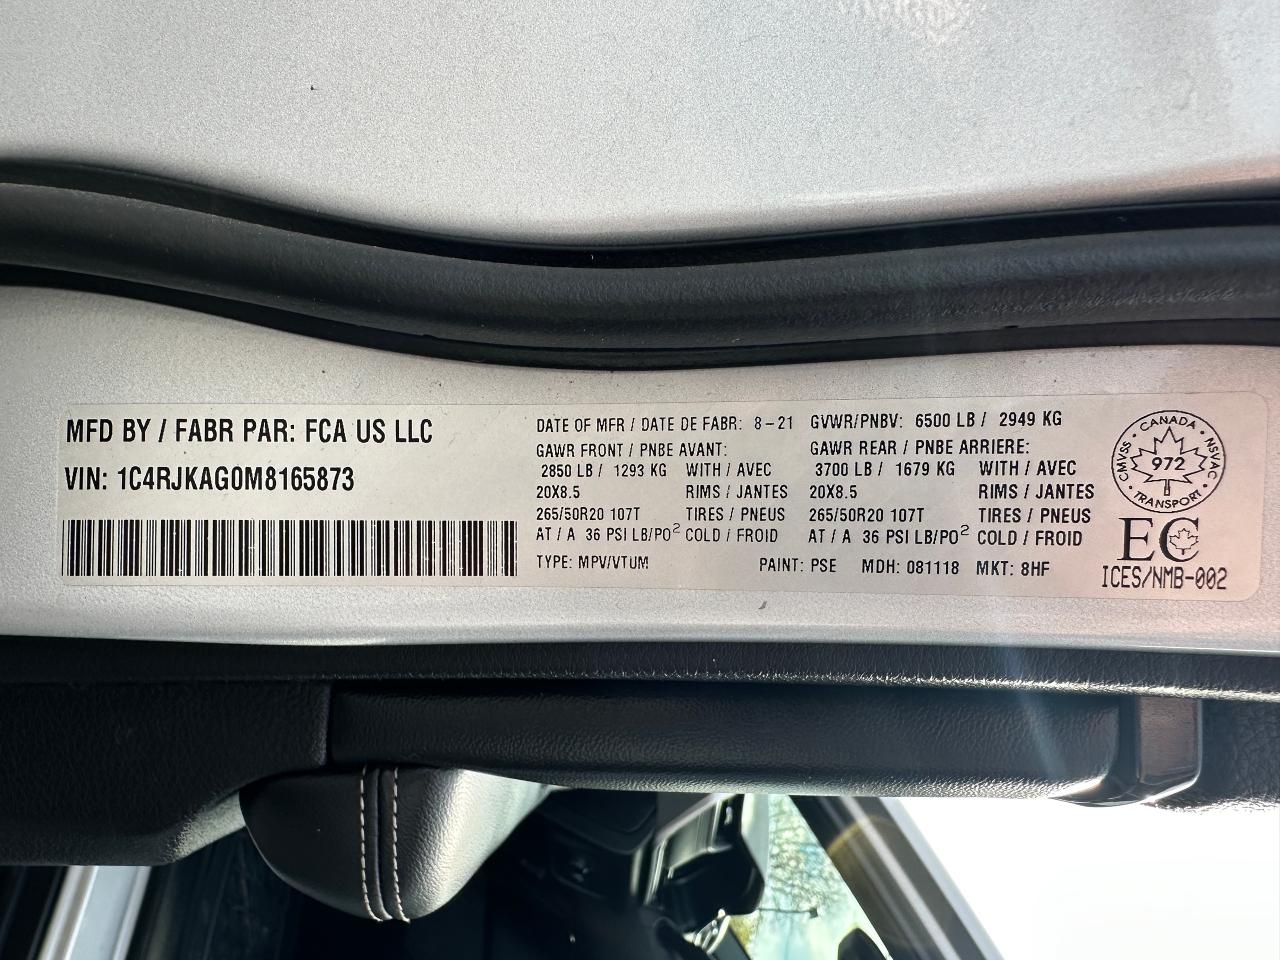 MFD BY / FABR PAR: FCA US LLC
VIN: 1C4RJKAG0M8165873
DATE OF MFR / DATE DE FABR: 8-21
GVWR/PNBV: 6500 LB / 2949 KG
GAWR FRONT / PNBE AVANT:
2850 LB / 1293 KG WITH / AVEC
20X8.5 RIMS / JANTES
265/50R20 107T TIRES / PNEUS
AT / A 36 PSI LB/PO² COLD / FROID
GAWR REAR / PNBE ARRIERE:
3700 LB / 1679 KG WITH / AVEC
20X8.5 RIMS / JANTES
265/50R20 107T TIRES / PNEUS
AT / A 36 PSI LB/PO² COLD / FROID
TYPE: MPV/VTUM PAINT: PSE MDH: 081118 MKT: 8HF
CANADA
CMVSS 972 NSVAC
TRANSPORT
EC
ICES/NMB-002